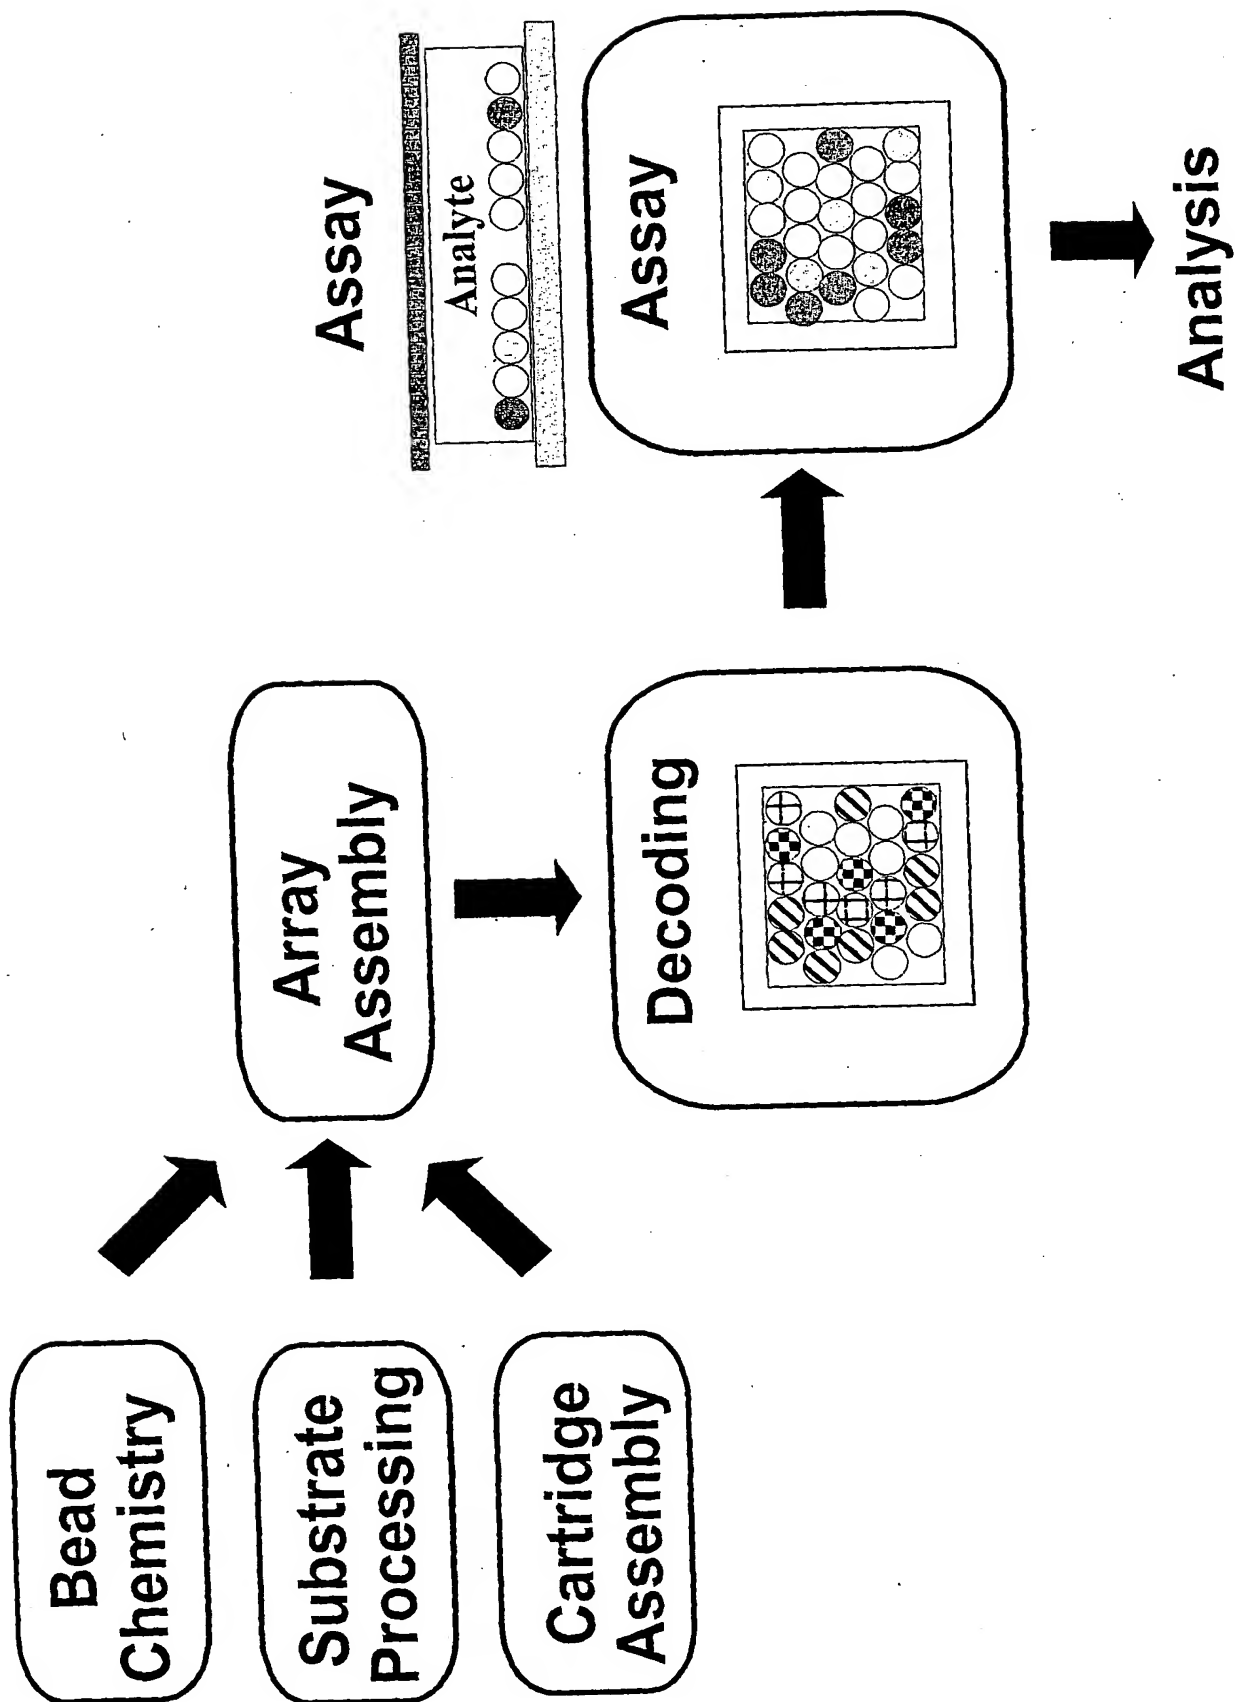 Bead
Chemistry
Substrate
Processing
Cartridge
Assembly
Array
Assembly
Decoding
Assay
Analyte
Assay
Analysis